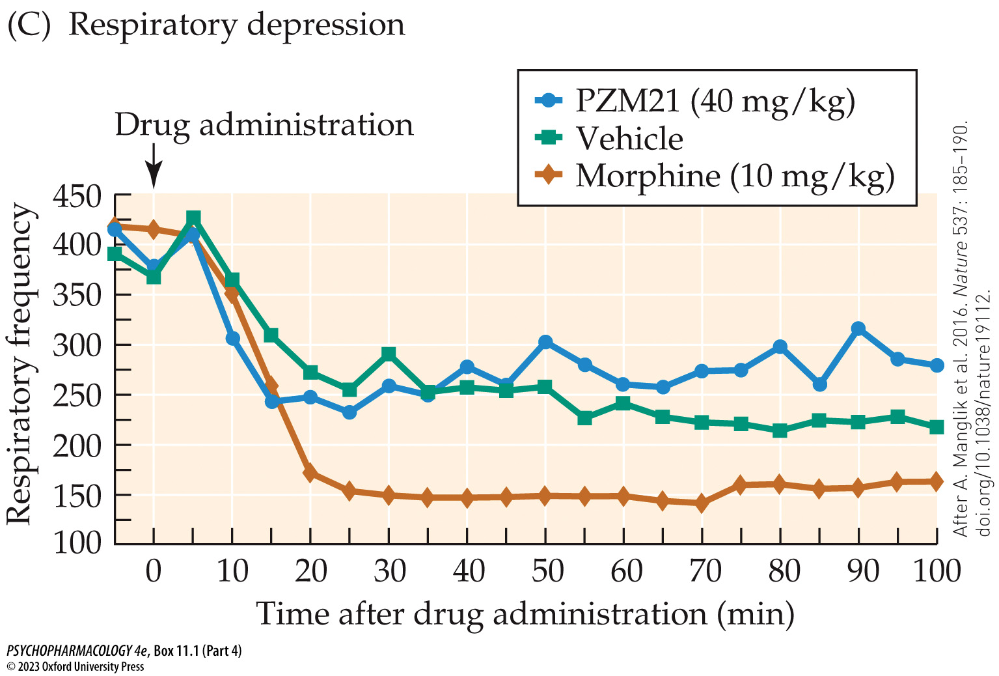 (C) Respiratory depression
PZM21 (40 mg/kg)
Vehicle
Morphine (10 mg/kg)
Drug administration
450
400
350
300
250
200
150
100
Respiratory frequency
0 10 20 30 40 50 60 70 80 90 100
Time after drug administration (min)
After A. Manglik et al. 2016. Nature 537: 185–190.
doi.org/10.1038/nature19112.
PSYCHOPHARMACOLOGY 4e, Box 11.1 (Part 4)
© 2023 Oxford University Press